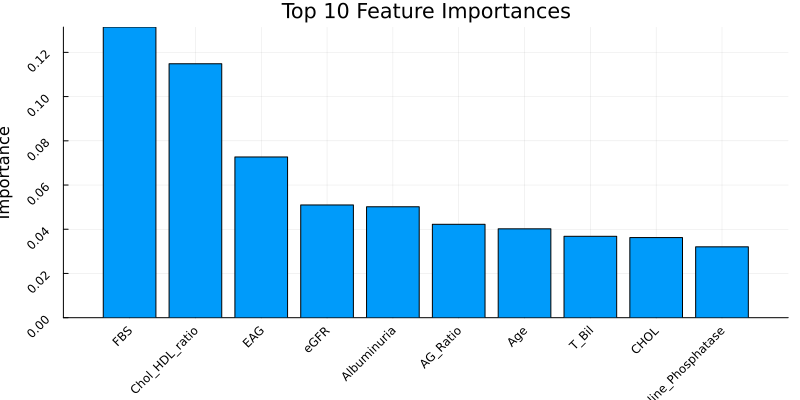 Top 10 Feature Importances
Importance
0.12
0.10
0.08
0.06
0.04
0.02
0.00
FBS
Chol_HDL_ratio
EAG
eGFR
Albuminuria
AG_Ratio
Age
T_Bil
CHOL
line_Phosphatase